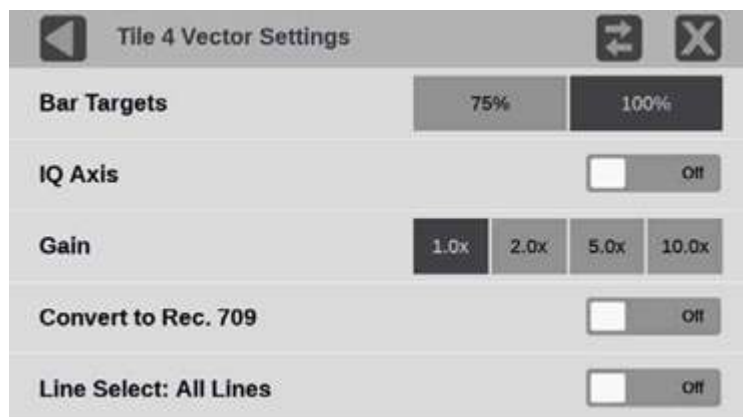 Tile 4 Vector Settings
Bar Targets 75% 100%
IQ Axis Off
Gain 1.0x 2.0x 5.0x 10.0x
Convert to Rec. 709 Off
Line Select: All Lines Off